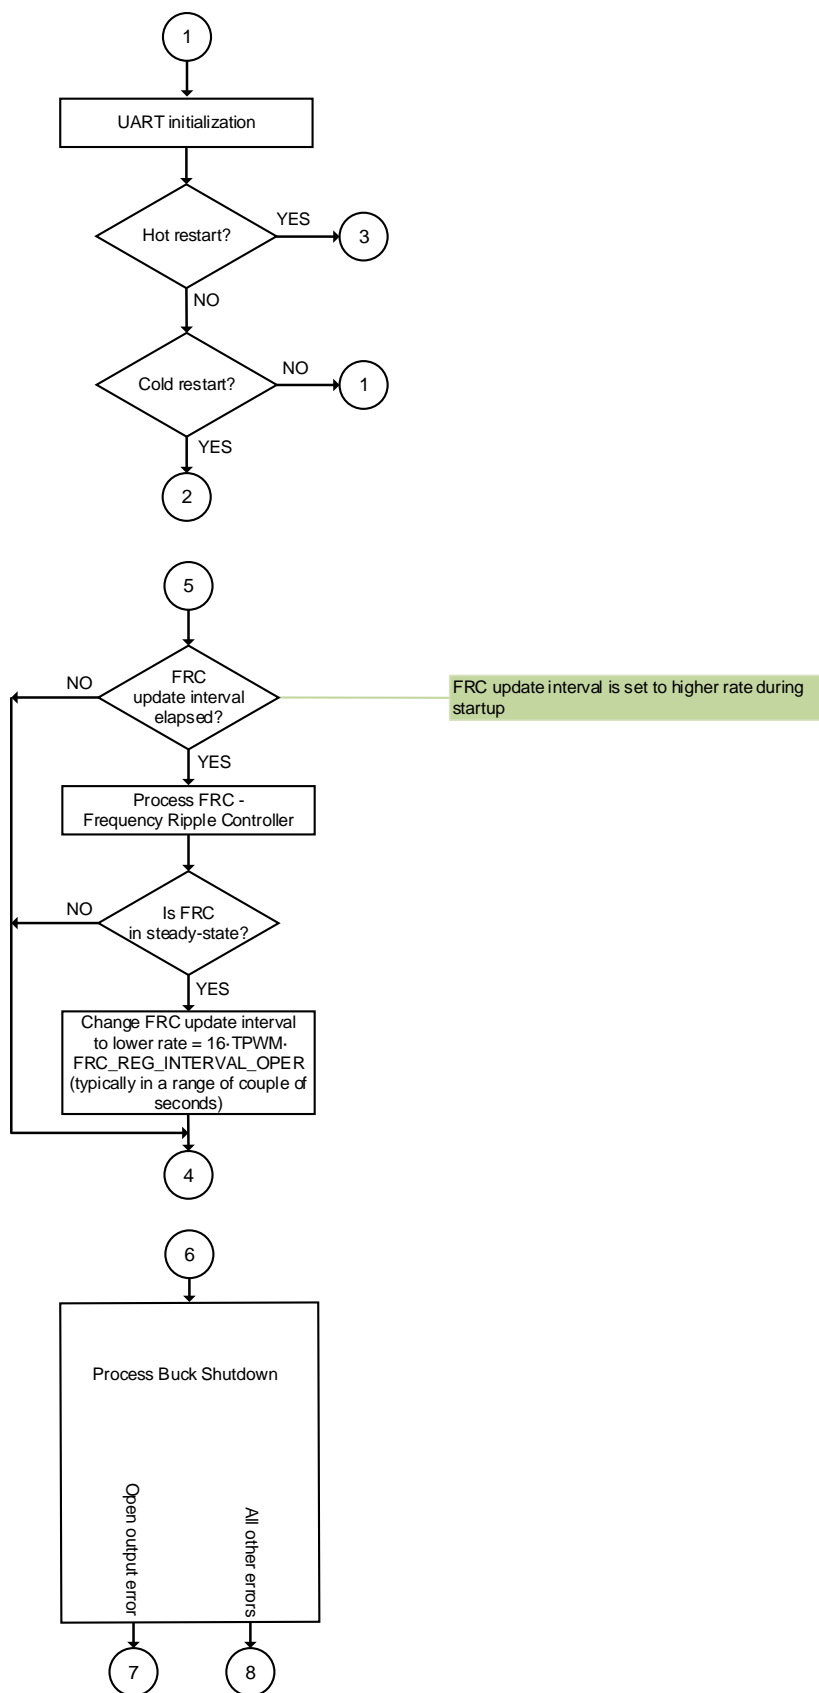 1
UART initialization
Hot restart?
YES
3
NO
Cold restart?
NO
1
YES
2
5
FRC
update interval
elapsed?
NO
FRC update interval is set to higher rate during
startup
YES
Process FRC -
Frequency Ripple Controller
Is FRC
in steady-state?
NO
YES
Change FRC update interval
to lower rate = 16·TPWM·
FRC_REG_INTERVAL_OPER
(typically in a range of couple of
seconds)
4
6
Process Buck Shutdown
Open output error
All other errors
7
8